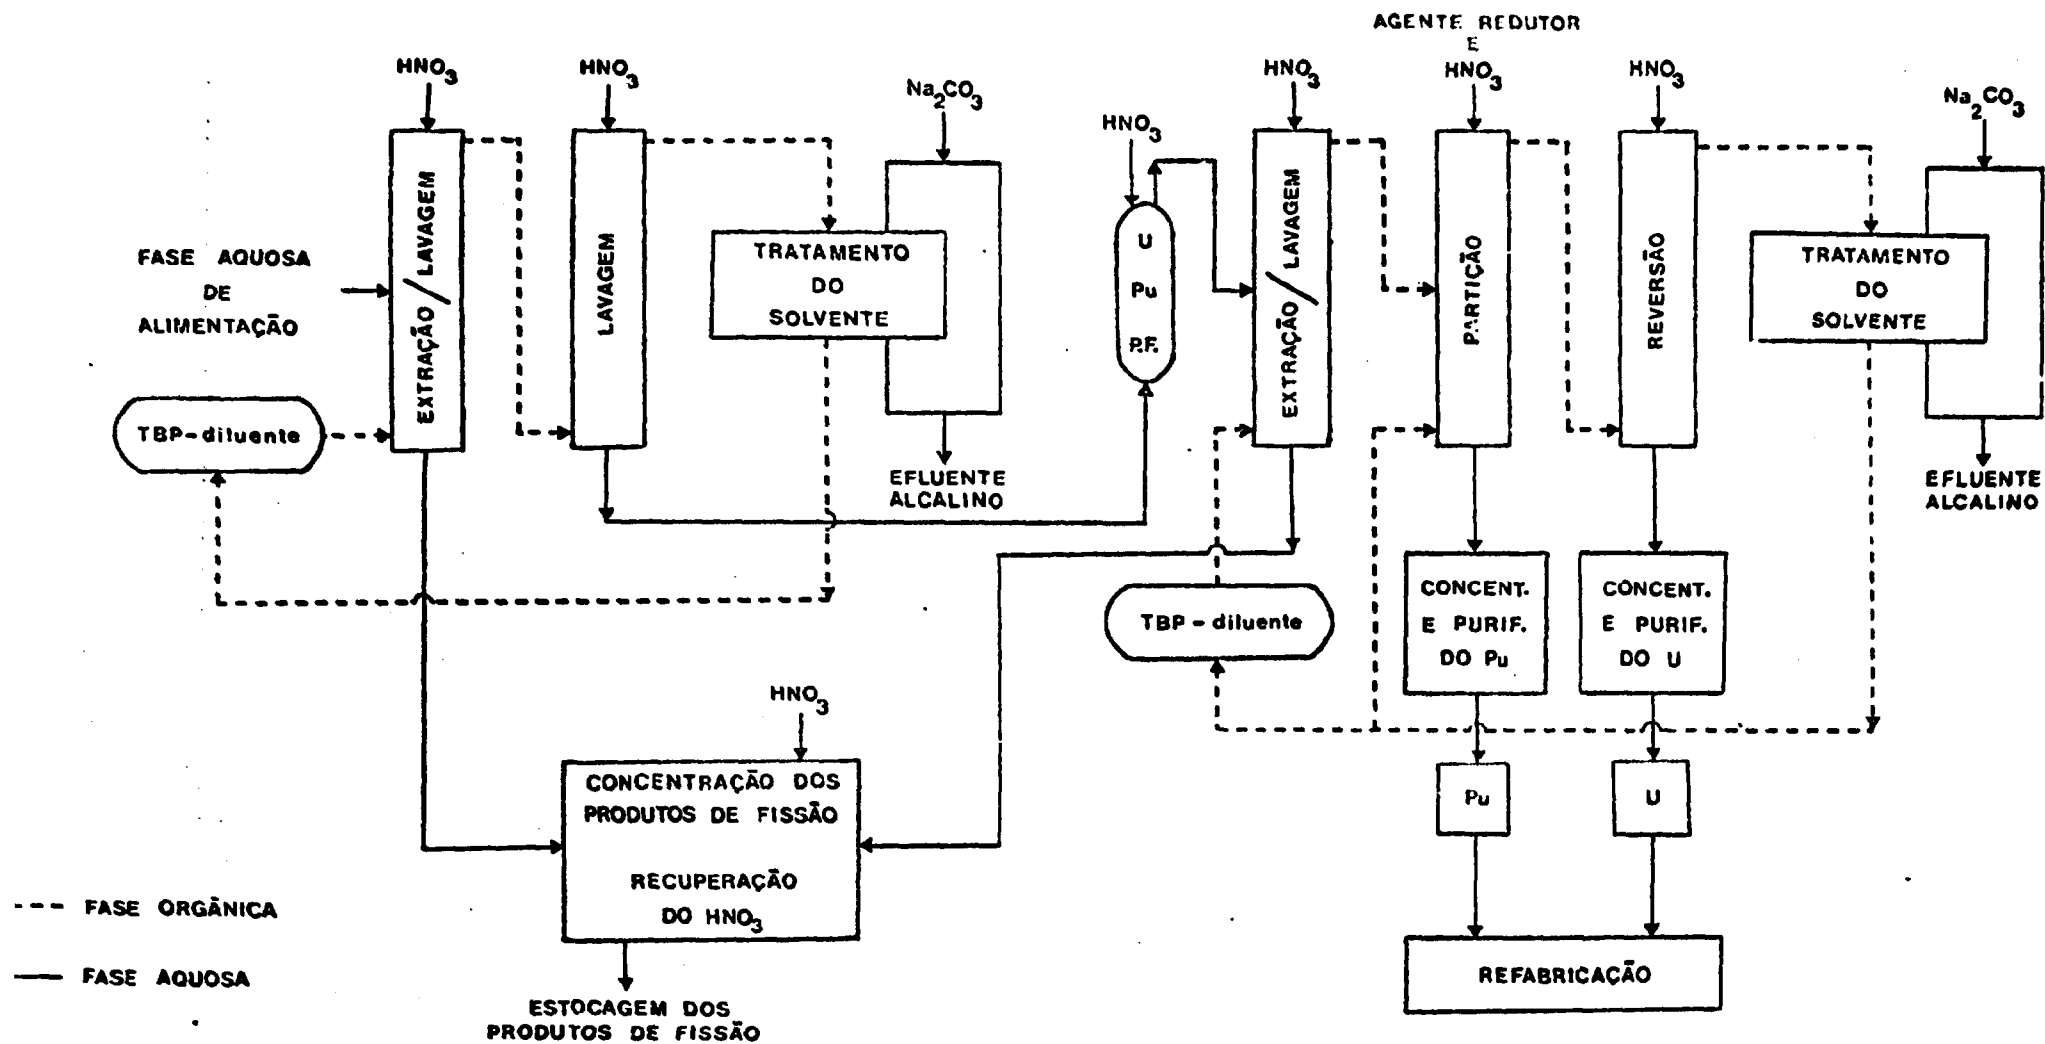 AGENTE REDUTOR
E
HNO3
HNO3
HNO3
HNO3
HNO3
HNO3
Na2CO3
Na2CO3
FASE AQUOSA
DE
ALIMENTAÇÃO
EXTRAÇÃO / LAVAGEM
LAVAGEM
TRATAMENTO
DO
SOLVENTE
U
Pu
P.F.
EXTRAÇÃO / LAVAGEM
PARTIÇÃO
REVERSÃO
TRATAMENTO
DO
SOLVENTE
TBP-diluente
EFLUENTE
ALCALINO
EFLUENTE
ALCALINO
TBP - diluente
CONCENT.
E PURIF.
DO Pu
CONCENT.
E PURIF.
DO U
HNO3
CONCENTRAÇÃO DOS
PRODUTOS DE FISSÃO
RECUPERAÇÃO
DO HNO3
Pu
U
--- FASE ORGÂNICA
— FASE AQUOSA
REFABRICAÇÃO
ESTOCAGEM DOS
PRODUTOS DE FISSÃO